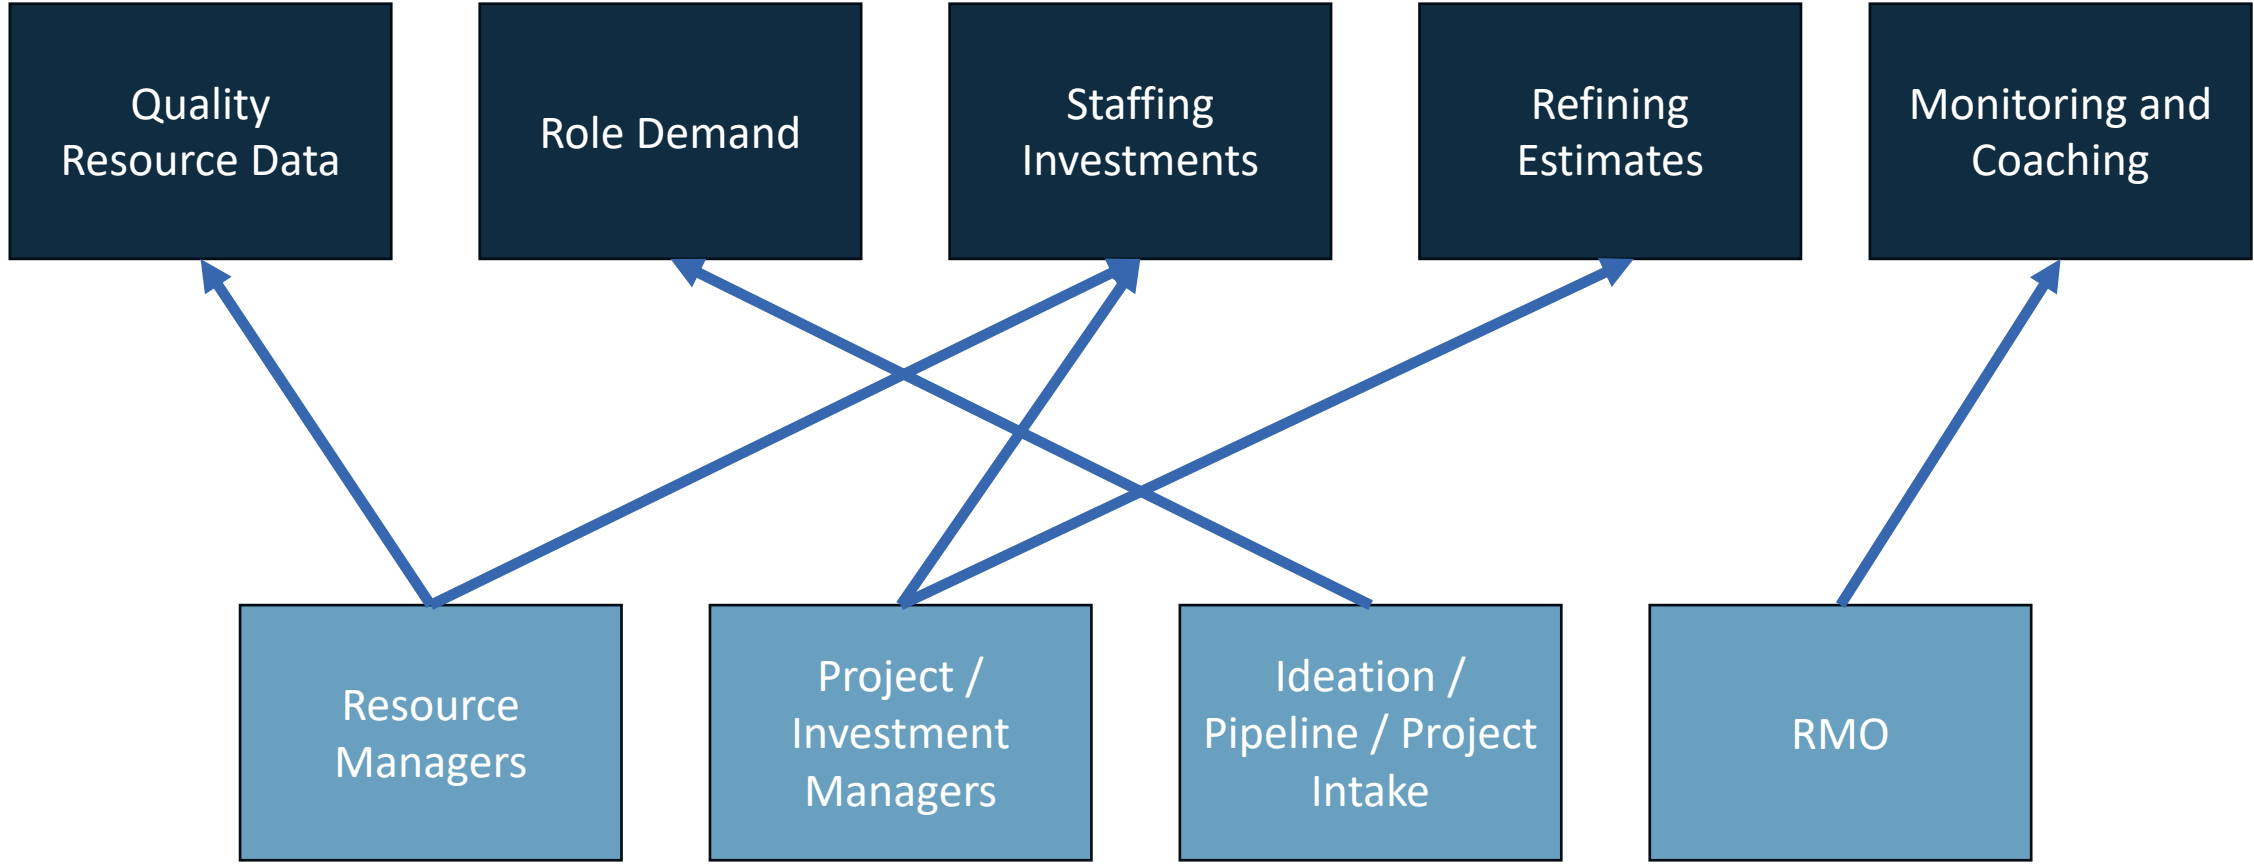 Quality
Resource Data
Role Demand
Staffing
Investments
Refining
Estimates
Monitoring and
Coaching
Resource
Managers
Project /
Investment
Managers
Ideation /
Pipeline / Project
Intake
RMO